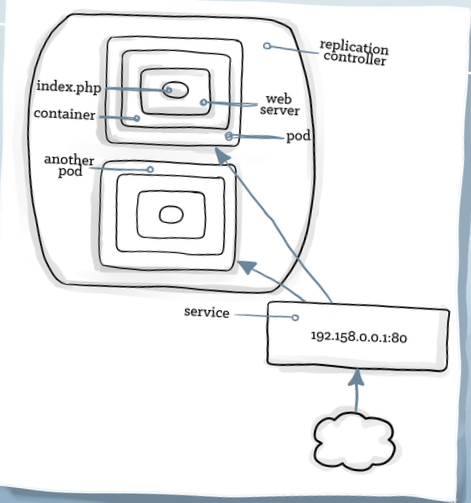 replication
controller
index.php
web
server
container
pod
another
pod
service
192.158.0.0.1:80